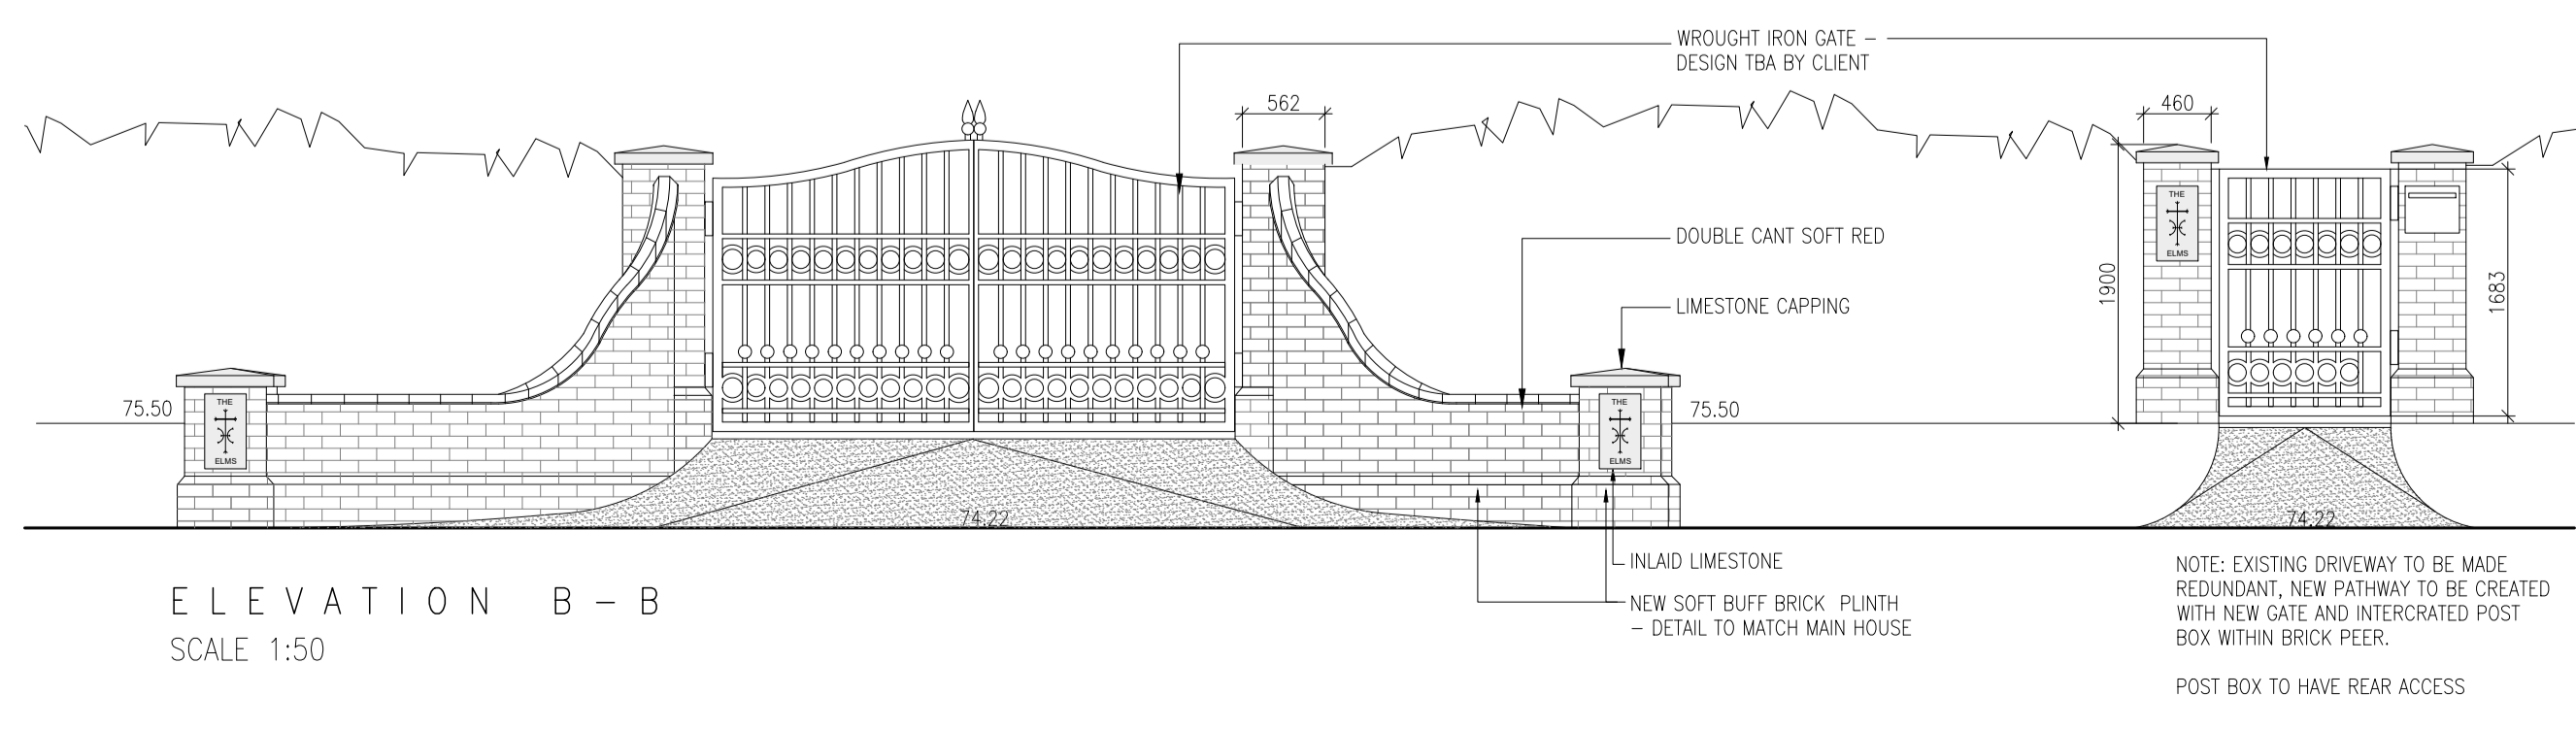 WROUGHT IRON GATE –
DESIGN TBA BY CLIENT
562
460
THE
ELMS
DOUBLE CANT SOFT RED
1900
1683
LIMESTONE CAPPING
75.50
THE
ELMS
THE
ELMS
75.50
74.22
74.22
INLAID LIMESTONE
NEW SOFT BUFF BRICK PLINTH
– DETAIL TO MATCH MAIN HOUSE
NOTE: EXISTING DRIVEWAY TO BE MADE
REDUNDANT, NEW PATHWAY TO BE CREATED
WITH NEW GATE AND INTERCRATED POST
BOX WITHIN BRICK PEER.
POST BOX TO HAVE REAR ACCESS
ELEVATION B–B
SCALE 1:50